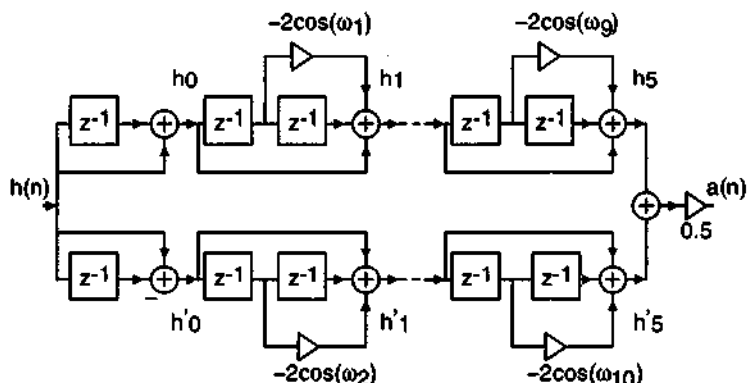 -2cos(ω1)
-2cos(ω9)
h0
h1
h5
z-1 + z-1 z-1 + z-1 z-1 +
h(n)
+ a(n)
0.5
z-1 + z-1 z-1 + z-1 z-1 +
-
h'0
h'1
h'5
-2cos(ω2)
-2cos(ω10)